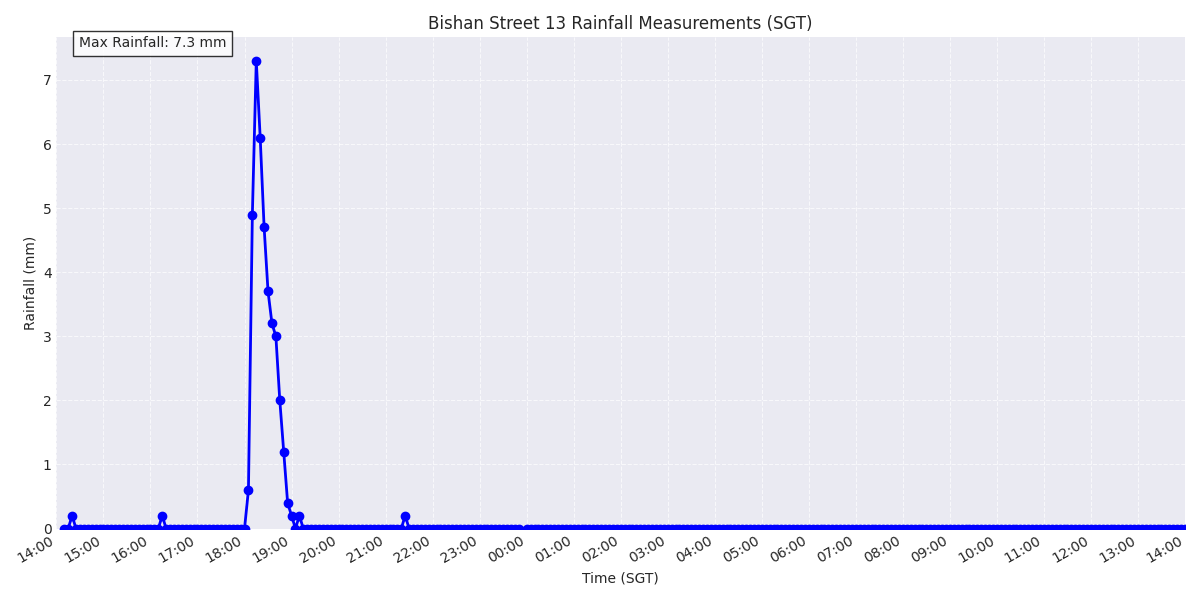 Bishan Street 13 Rainfall Measurements (SGT)
Max Rainfall: 7.3 mm
Rainfall (mm)
7
6
5
4
3
2
1
0
14:00 15:00 16:00 17:00 18:00 19:00 20:00 21:00 22:00 23:00 00:00 01:00 02:00 03:00 04:00 05:00 06:00 07:00 08:00 09:00 10:00 11:00 12:00 13:00 14:00
Time (SGT)